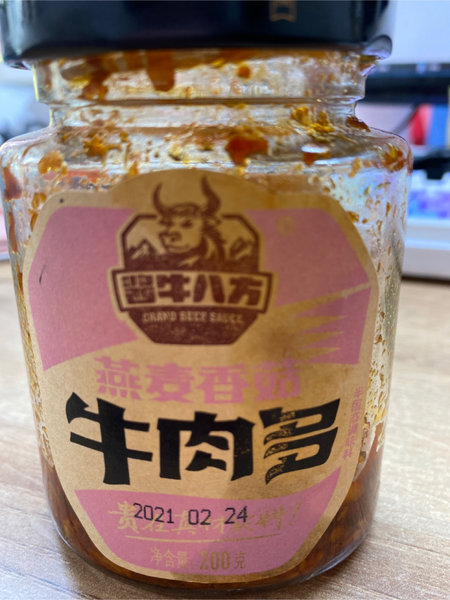 酱牛八方
GRAND BEEF SAUCE
燕麦香菇
牛肉多
2021 02 24
净含量:200克